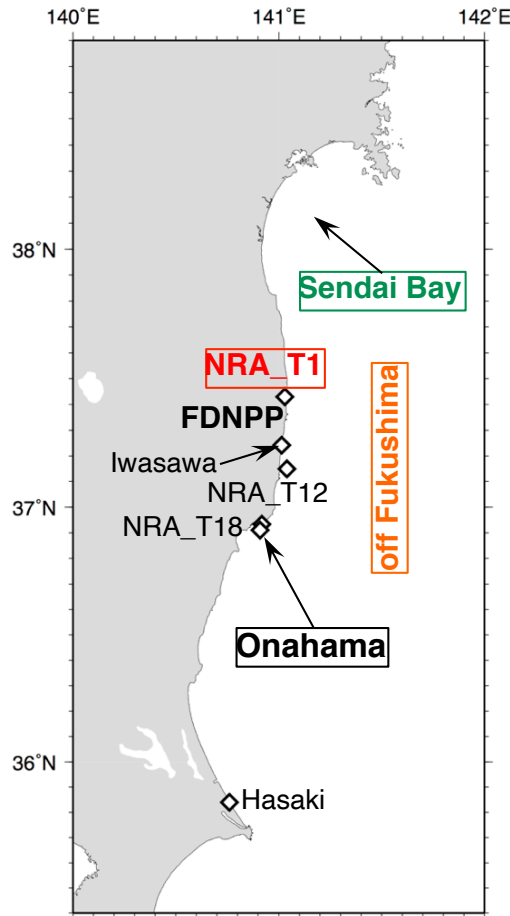 140˚E
141˚E
142˚E
38˚N
Sendai Bay
NRA_T1
FDNPP
off Fukushima
Iwasawa
NRA_T12
37˚N
NRA_T18
Onahama
36˚N
Hasaki